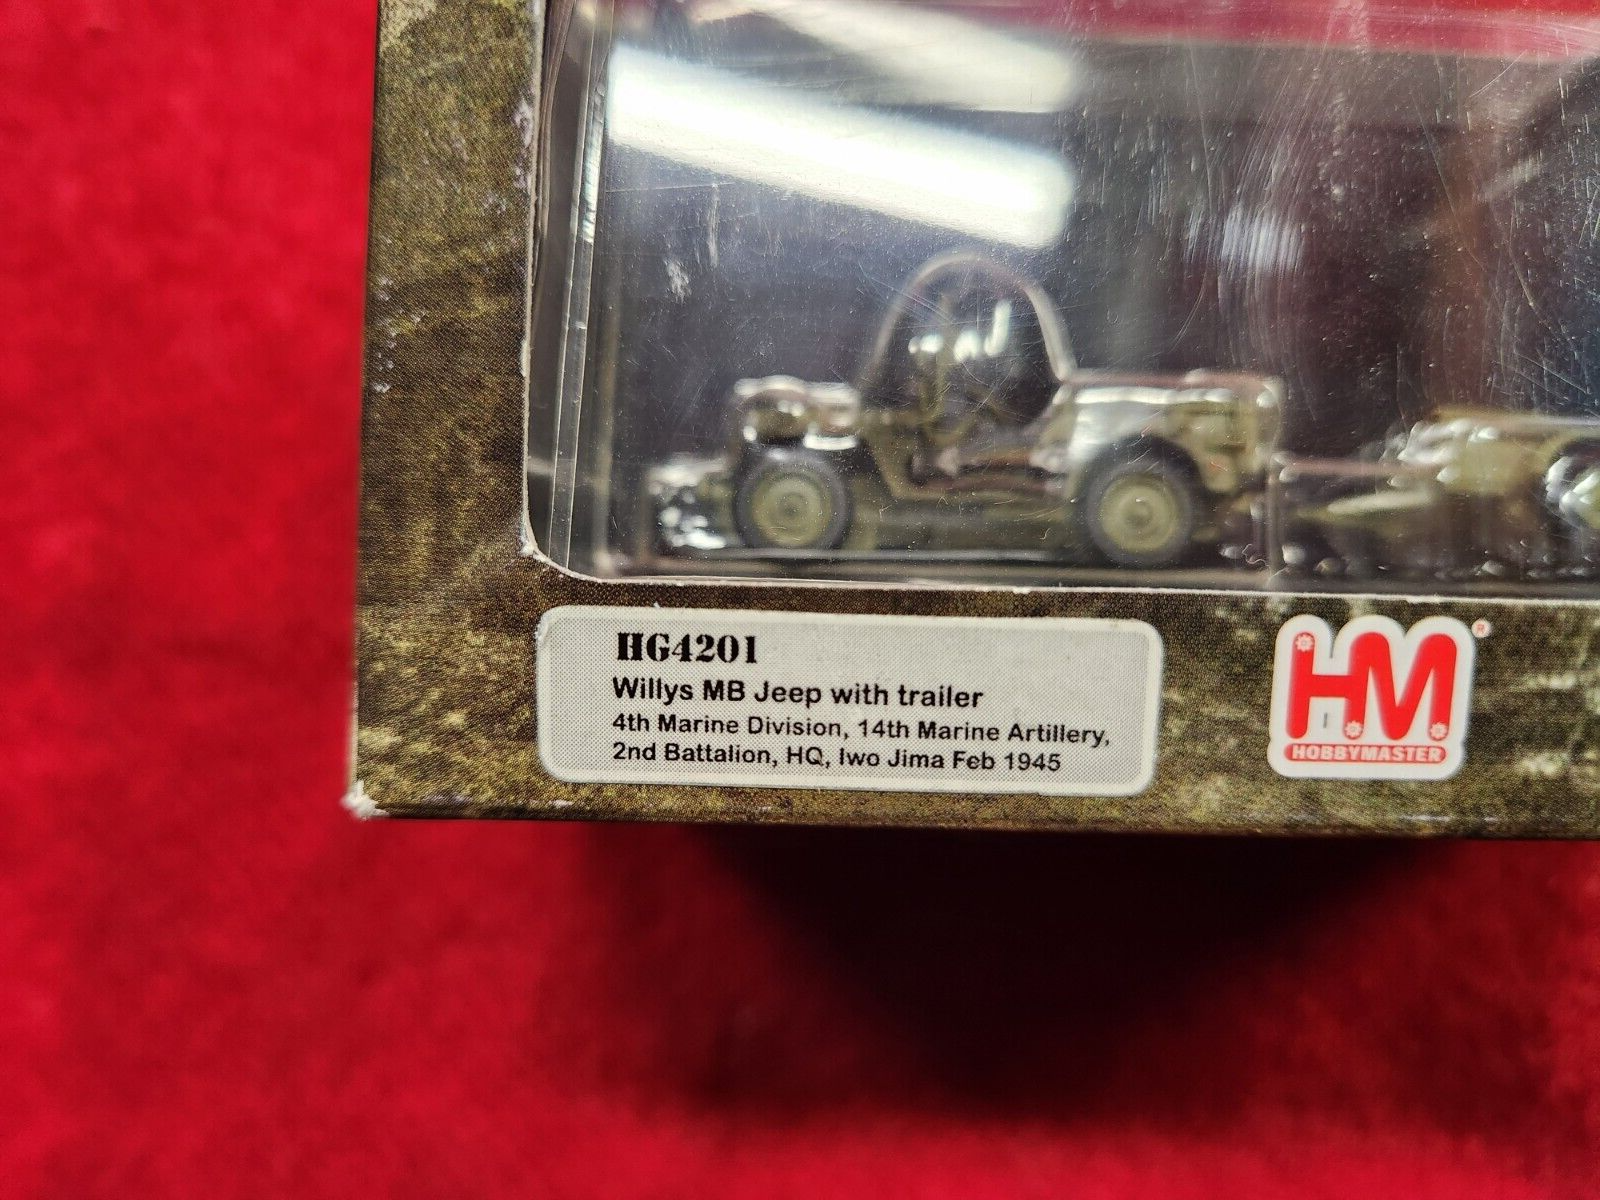 HG4201
Willys MB Jeep with trailer
4th Marine Division, 14th Marine Artillery,
2nd Battalion, HQ, Iwo Jima Feb 1945
HM®
HOBBYMASTER